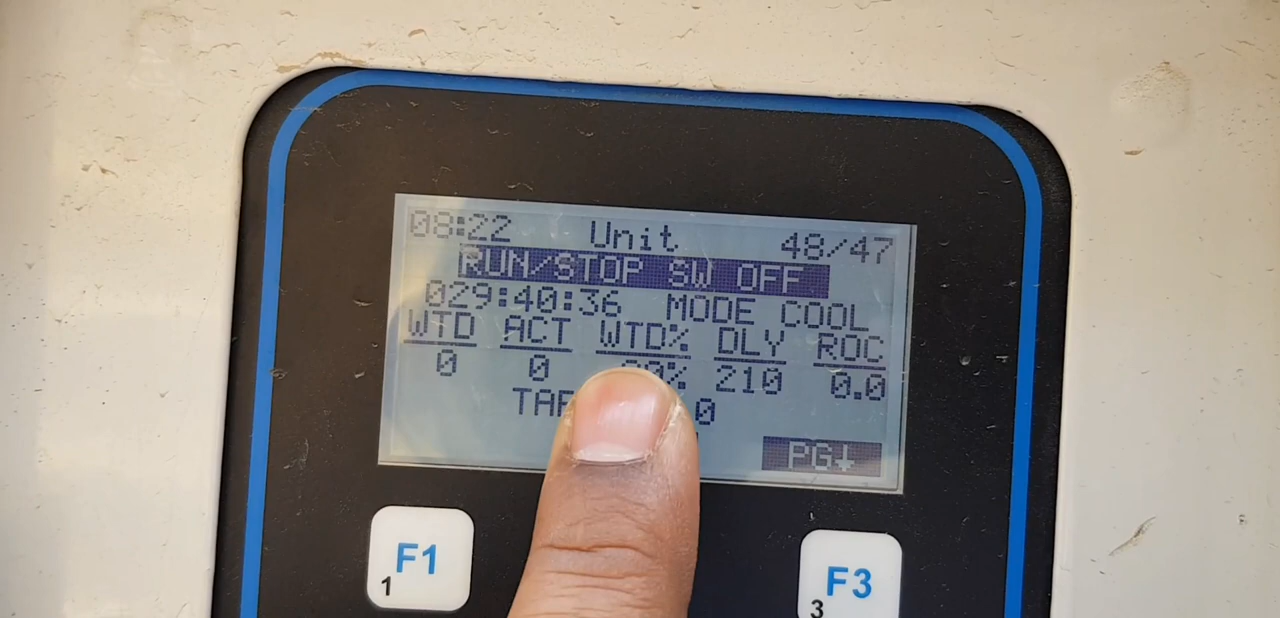 08:22 Unit 48/47
RUN/STOP SW OFF
029:40:36 MODE COOL
WTD ACT WTD% DLY ROC
0 0 % 210 0.0
0
PG↓
F1
1
F3
3